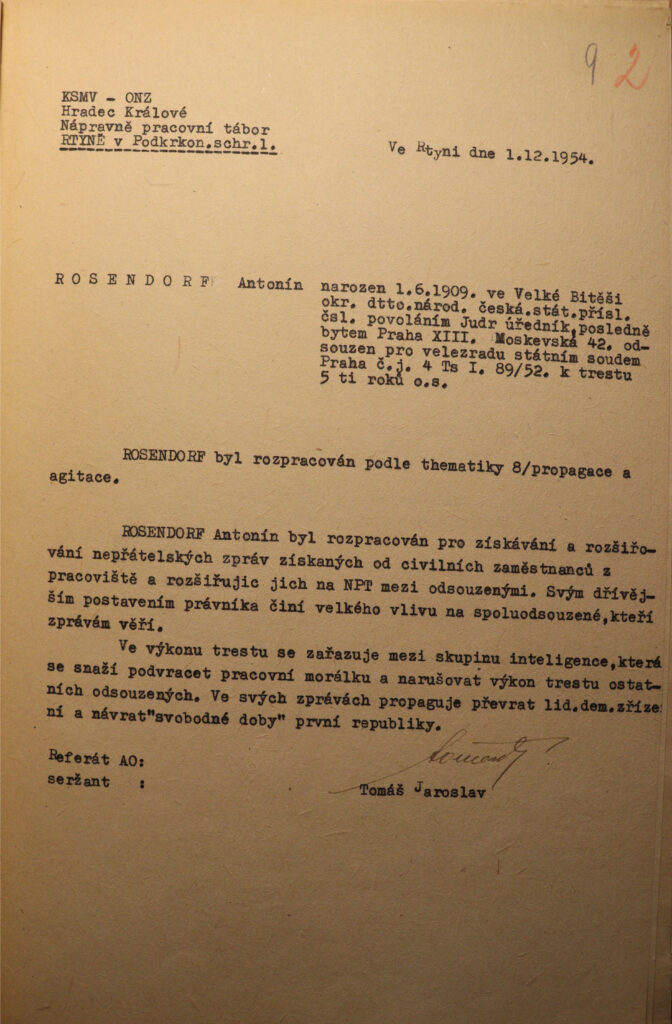 9 2
KSMV - ONZ
Hradec Králové
Nápravně pracovní tábor
RTYNĚ v Podkrkon.schr.1.
Ve Rtyni dne 1.12.1954.
R O S E N D O R F Antonín narozen 1.6.1909. ve Velké Bitěši
okr. dtto.národ. česká.stát.přísl.
čsl. povoláním Judr úředník,posledně
bytem Praha XIII. Moskevská 42. od-
souzen pro velezradu státním soudem
Praha č.j. 4 Ts I. 89/52. k trestu
5 ti roků o.s.
ROSENDORF byl rozpracován podle thematiky 8/propagace a
agitace.
ROSENDORF Antonín byl rozpracován pro získávání a rozšiřo-
vání nepřátelských zpráv získaných od civilních zaměstnanců z
pracoviště a rozšiřujíc jich na NPT mezi odsouzenými. Svým dřívěj-
ším postavením právníka činí velkého vlivu na spoluodsouzené,kteří
zprávám věří.
Ve výkonu trestu se zařazuje mezi skupinu inteligence,která
se snaží podvracet pracovní morálku a narušovat výkon trestu ostat-
ních odsouzených. Ve svých zprávách propaguje převrat lid.dem.zříze
ní a návrat"svobodné doby" první republiky.
Referát AO:
seržant :
Tomáš Jaroslav